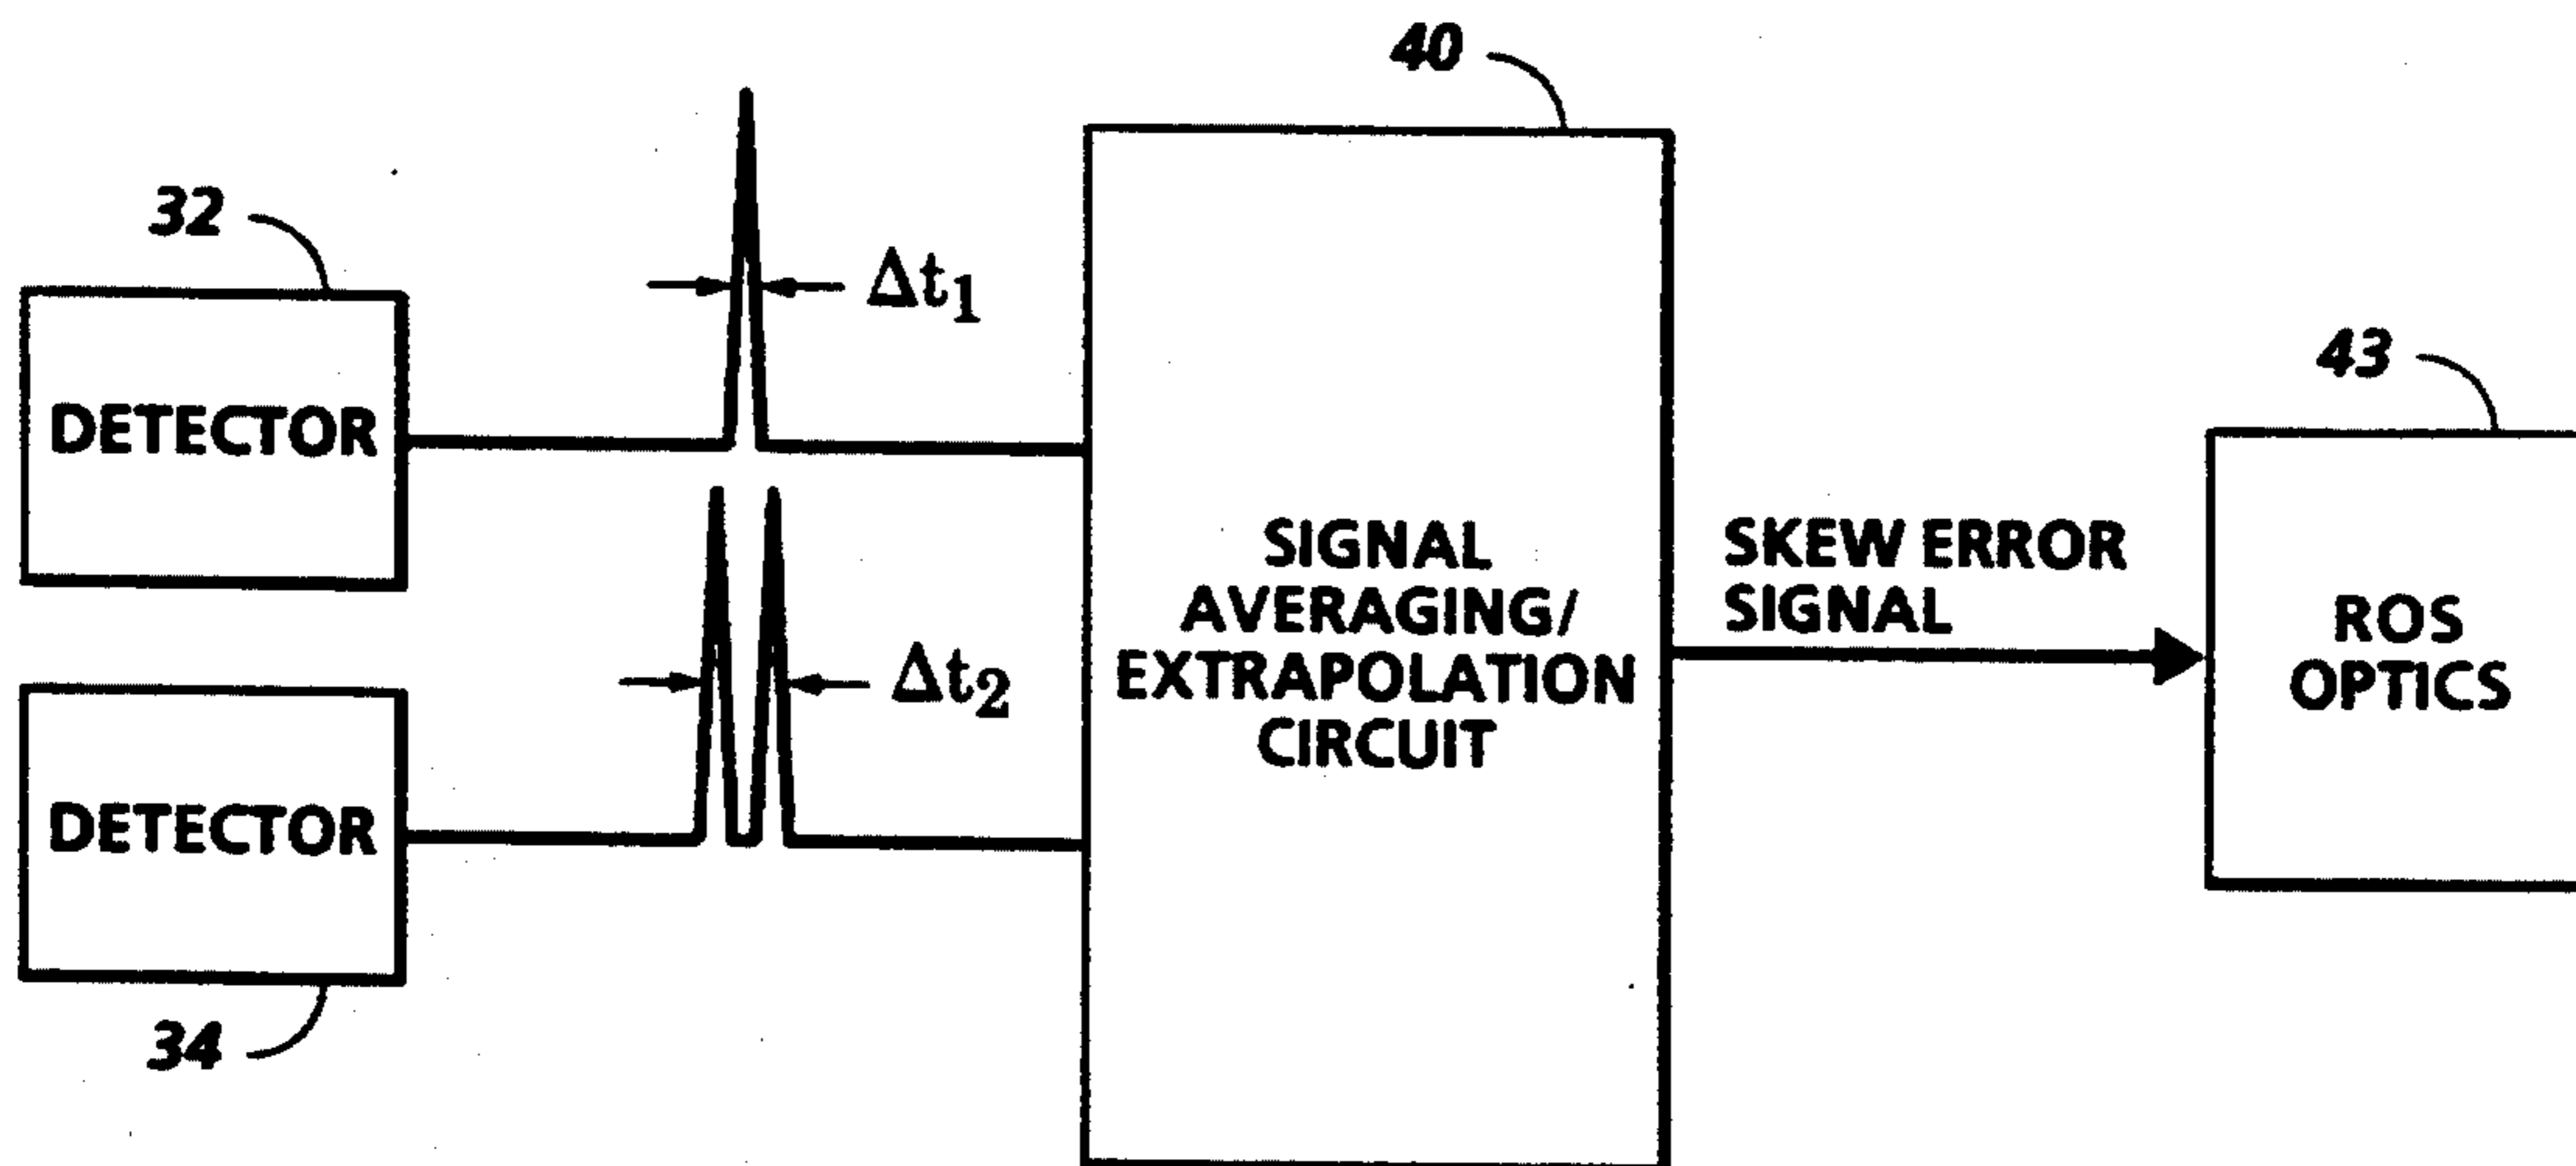 40
32
Δt₁
DETECTOR
43
SIGNAL
AVERAGING/
EXTRAPOLATION
CIRCUIT
SKEW ERROR
SIGNAL
ROS
OPTICS
Δt₂
DETECTOR
34